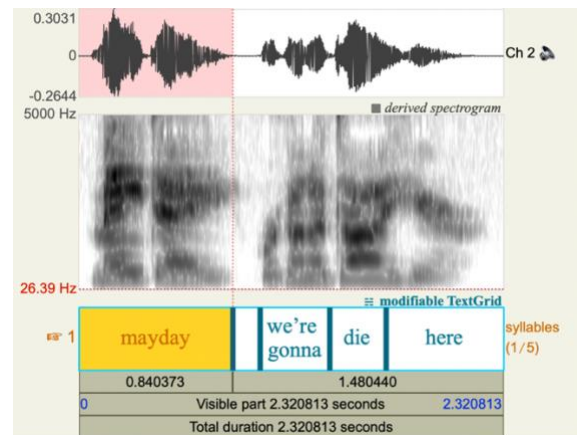 0.3031
0
Ch 2
-0.2644
5000 Hz
derived spectrogram
26.39 Hz
modifiable TextGrid
1
mayday
we're
gonna
die
here
syllables
(1/5)
0.840373
1.480440
0
Visible part 2.320813 seconds
2.320813
Total duration 2.320813 seconds